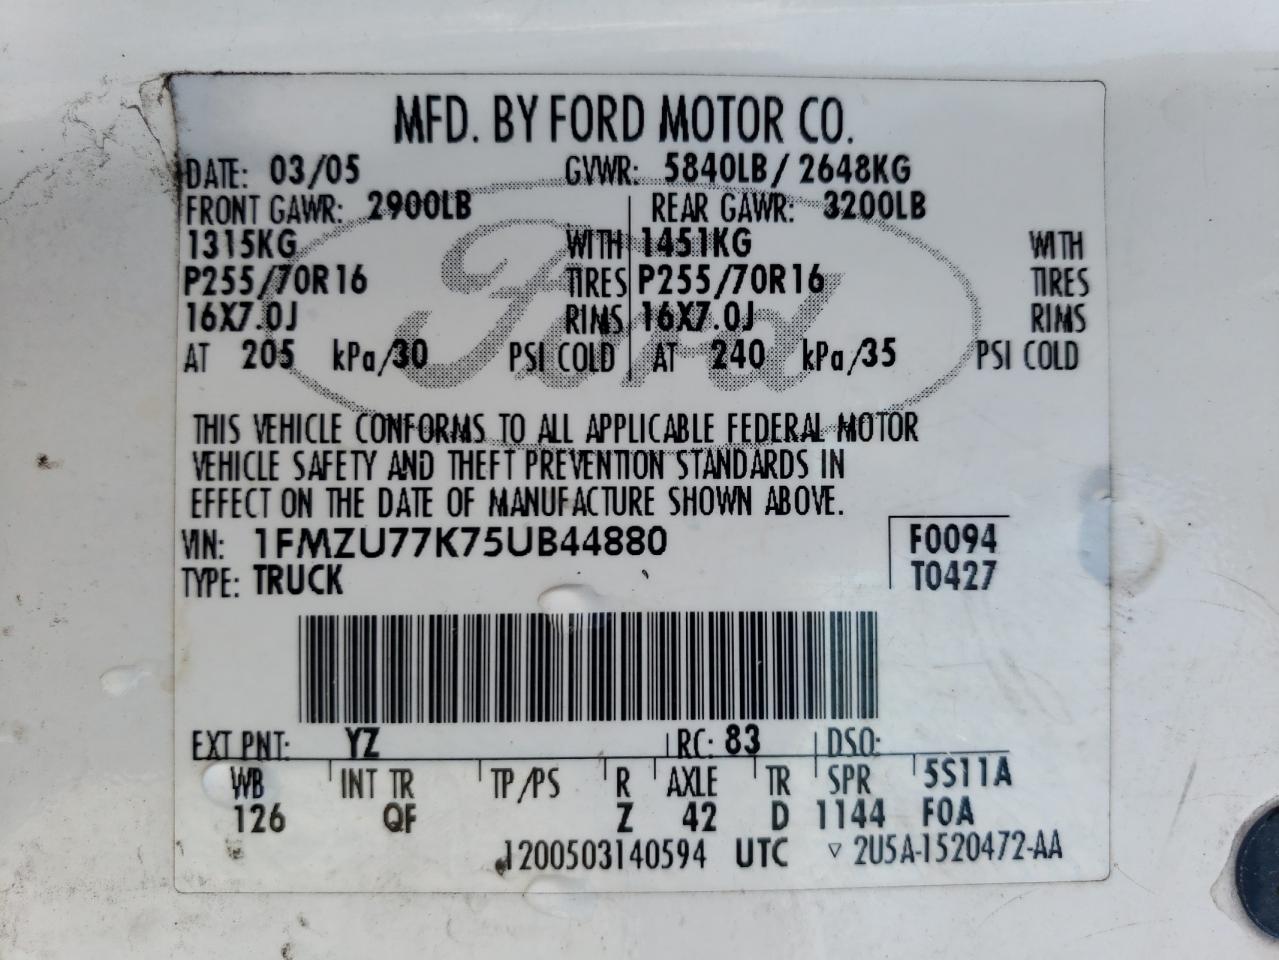 MFD. BY FORD MOTOR CO.
DATE: 03/05 GVWR: 5840LB/2648KG
FRONT GAWR: 2900LB REAR GAWR: 3200LB
1315KG WITH 1451KG WITH
P255/70R16 TIRES P255/70R16 TIRES
16X7.0J RIMS 16X7.0J RIMS
AT 205 kPa/30 PSI COLD AT 240 kPa/35 PSI COLD
Ford
THIS VEHICLE CONFORMS TO ALL APPLICABLE FEDERAL MOTOR
VEHICLE SAFETY AND THEFT PREVENTION STANDARDS IN
EFFECT ON THE DATE OF MANUFACTURE SHOWN ABOVE.
VIN: 1FMZU77K75UB44880 F0094
TYPE: TRUCK T0427
EXT PNT: YZ RC: 83 DSO:
WB INT TR TP/PS R AXLE TR SPR 5S11A
126 QF Z 42 D 1144 F0A
1200503140594 UTC ▽ 2U5A-1520472-AA